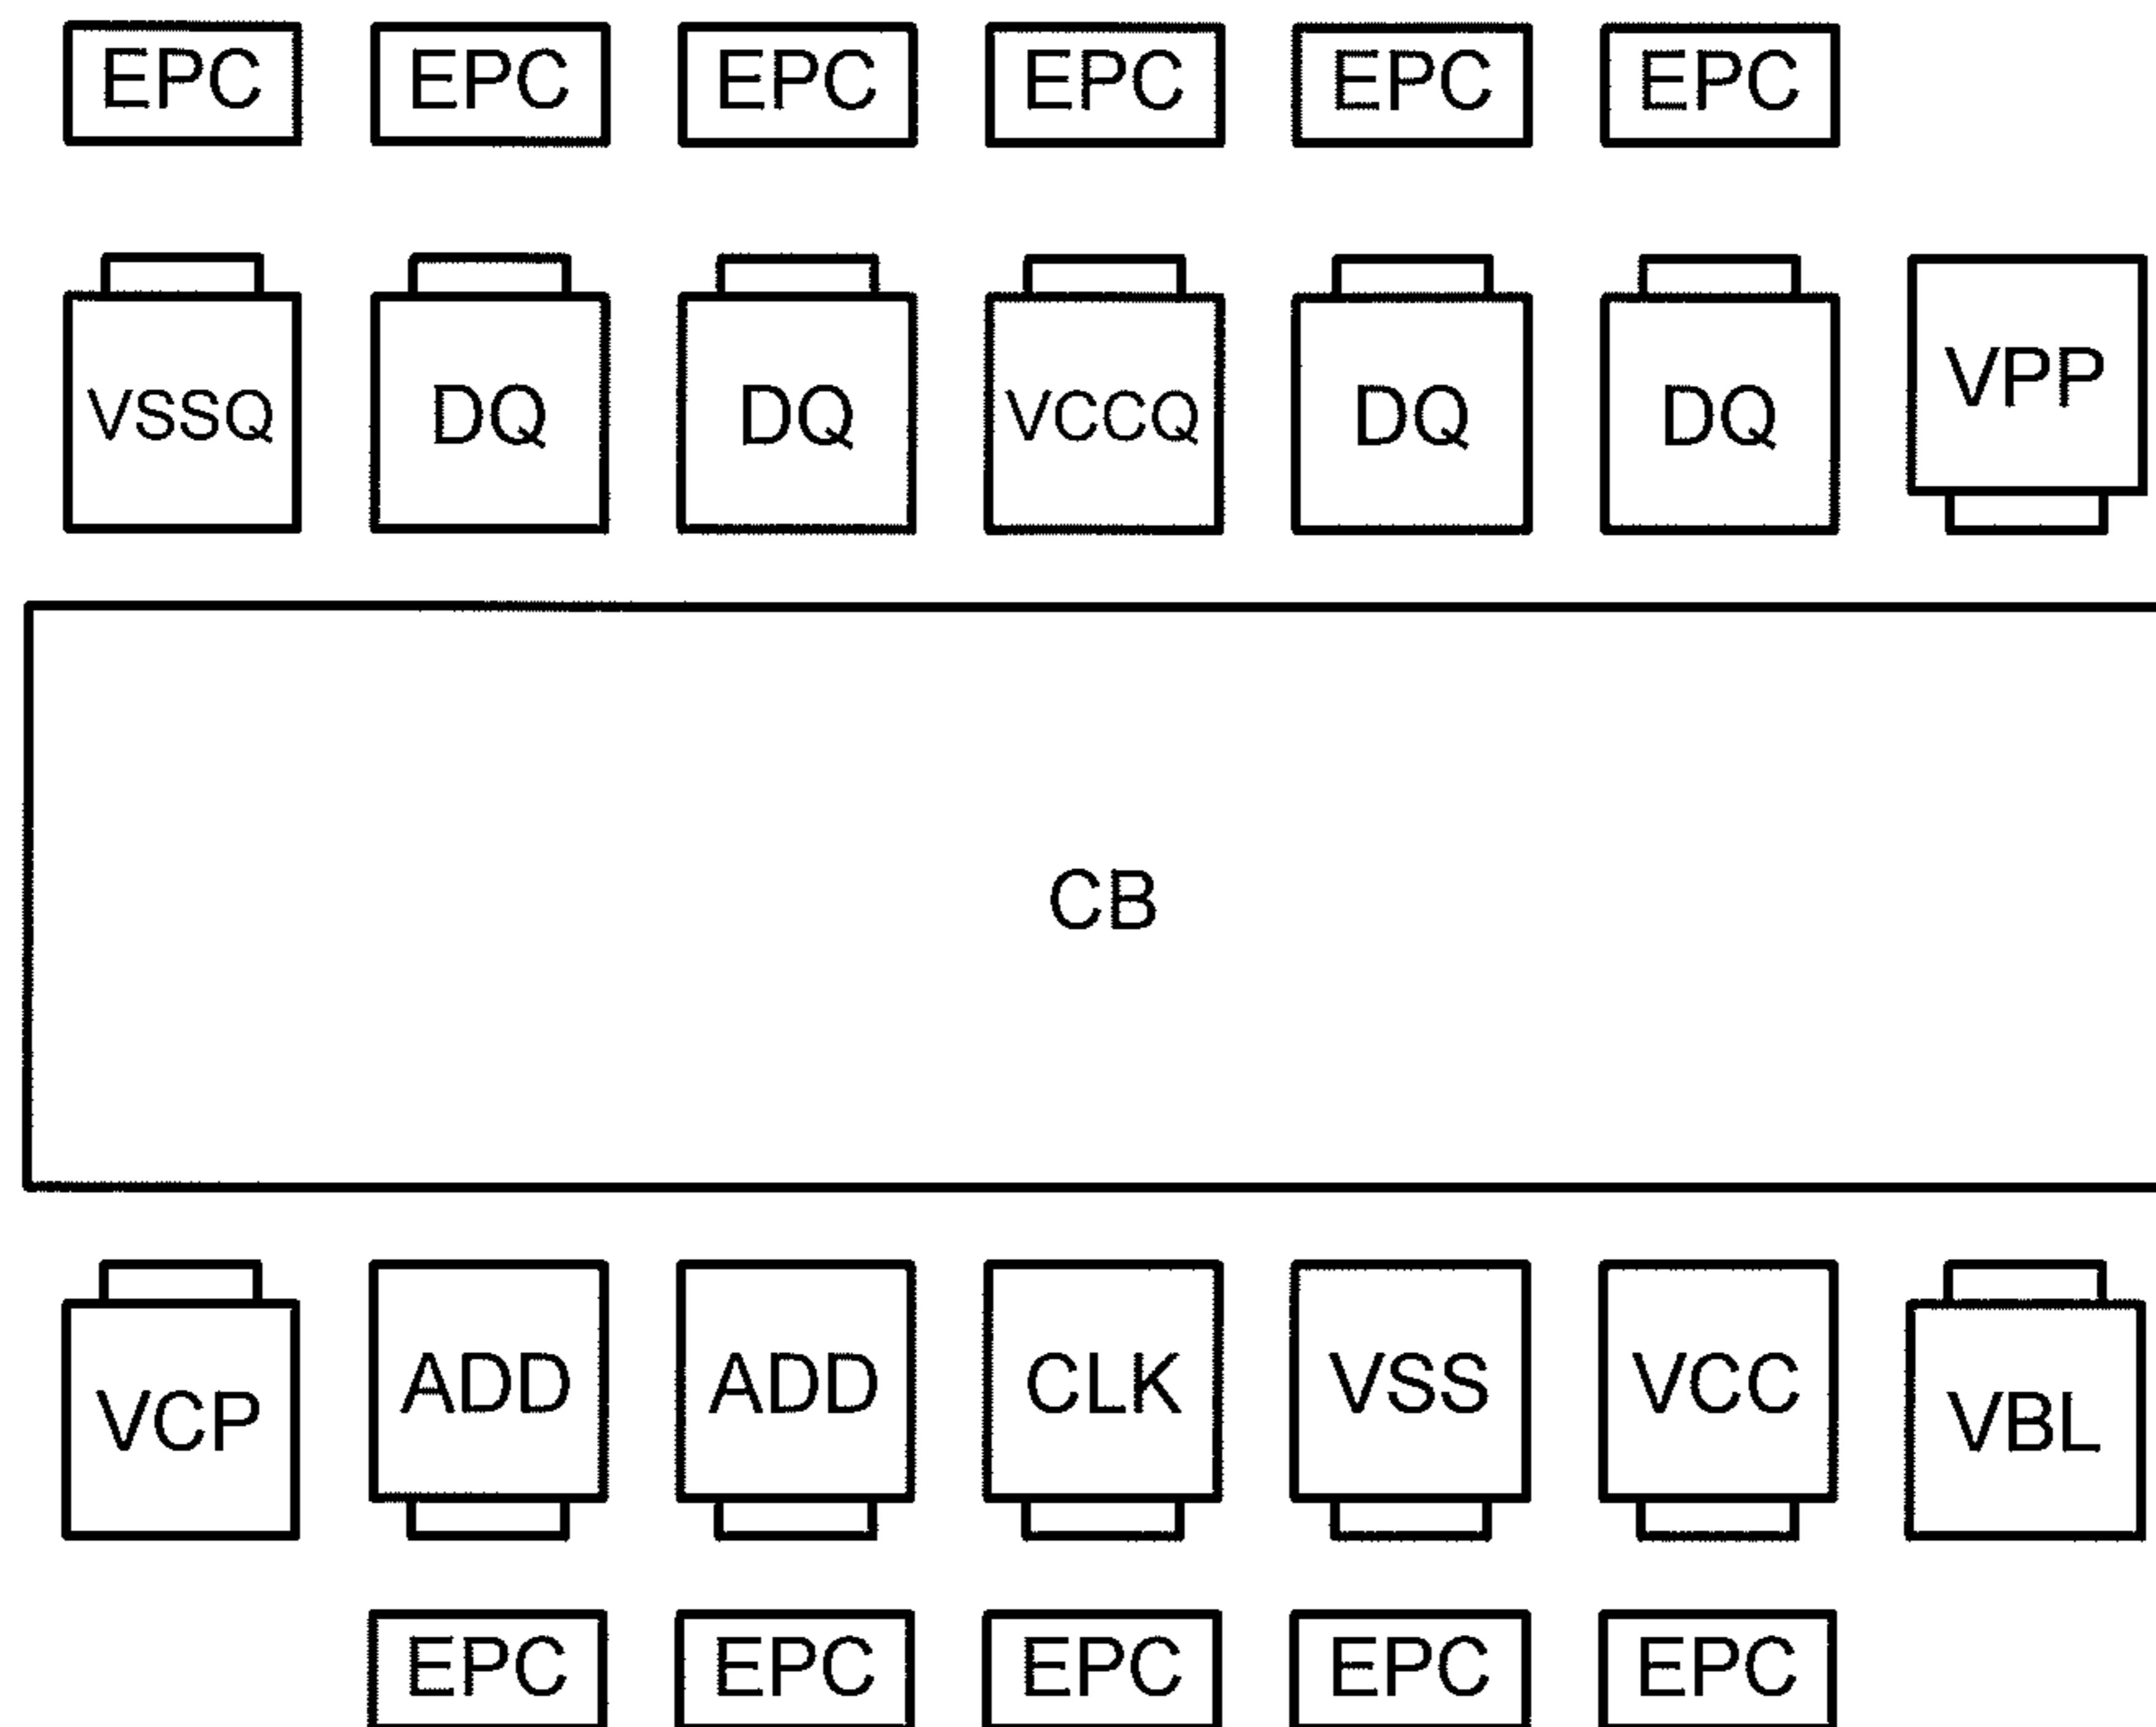 EPC EPC EPC EPC EPC EPC
VSSQ DQ DQ VCCQ DQ DQ VPP
CB
VCP ADD ADD CLK VSS VCC VBL
EPC EPC EPC EPC EPC